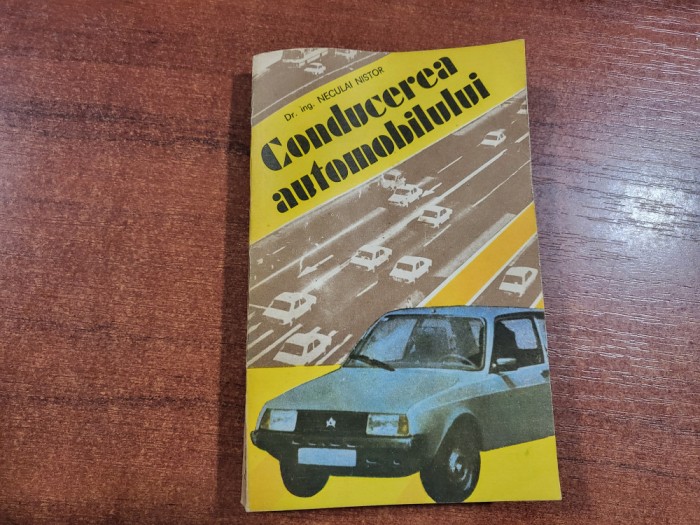 Dr. ing. NECULAI NISTOR
Conducerea
automobilului